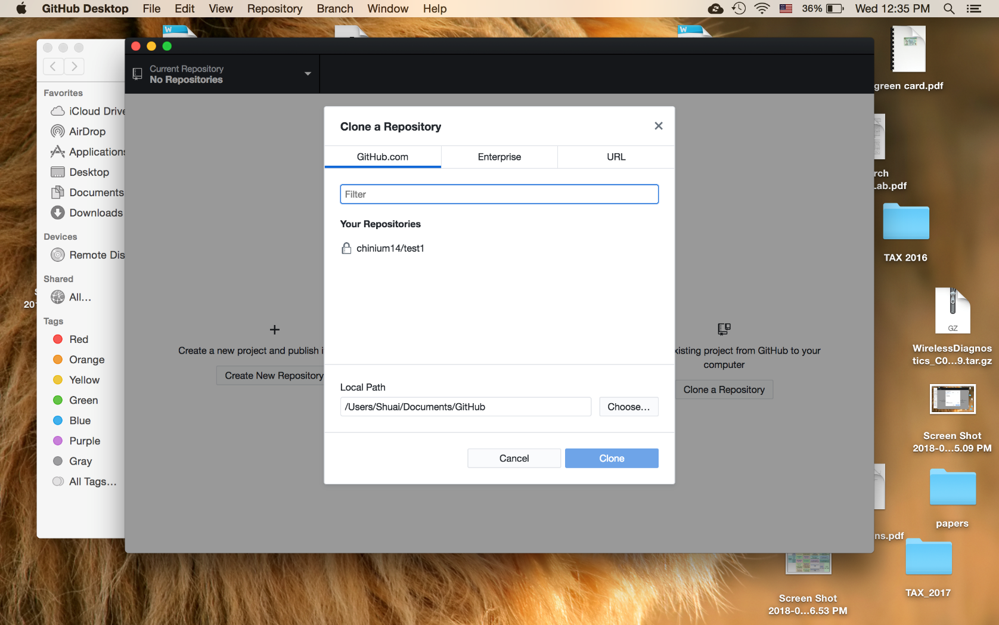 GitHub Desktop File Edit View Repository Branch Window Help 36% Wed 12:35 PM
W
W
Favorites
iCloud Drive
AirDrop
Applications
Desktop
Documents
Downloads
Devices
Remote Dis
Shared
All...
Tags
Red
Orange
Yellow
Green
Blue
Purple
Gray
All Tags...
201
Current Repository
No Repositories
Create a new project and publish i
Create New Repository
Clone a Repository
GitHub.com Enterprise URL
Filter
Your Repositories
chinium14/test1
Local Path
/Users/Shuai/Documents/GitHub Choose...
Cancel Clone
xisting project from GitHub to your
computer
Clone a Repository
green card.pdf
rch
Lab.pdf
TAX 2016
GZ
WirelessDiagnos
tics_C0...9.tar.gz
Screen Shot
2018-0...5.09 PM
papers
ns.pdf
TAX_2017
Screen Shot
2018-0...6.53 PM